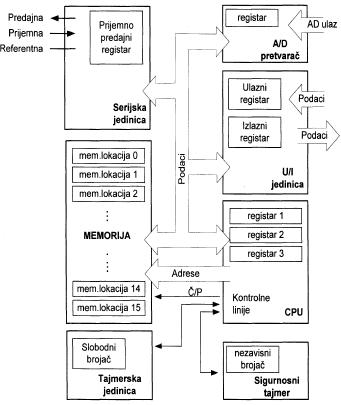 Predajna
Prijemna
Referentna
Prijemno
predajni
registar
Serijska
jedinica
registar
A/D
pretvarač
AD ulaz
Ulazni
registar
Izlazni
registar
U/I
jedinica
Podaci
Podaci
Podaci
mem.lokacija 0
mem.lokacija 1
mem.lokacija 2
MEMORIJA
mem.lokacija 14
mem.lokacija 15
registar 1
registar 2
registar 3
Adrese
Č/P
Kontrolne
linije
CPU
Slobodni
brojač
Tajmerska
jedinica
nezavisni
brojač
Sigurnosni
tajmer